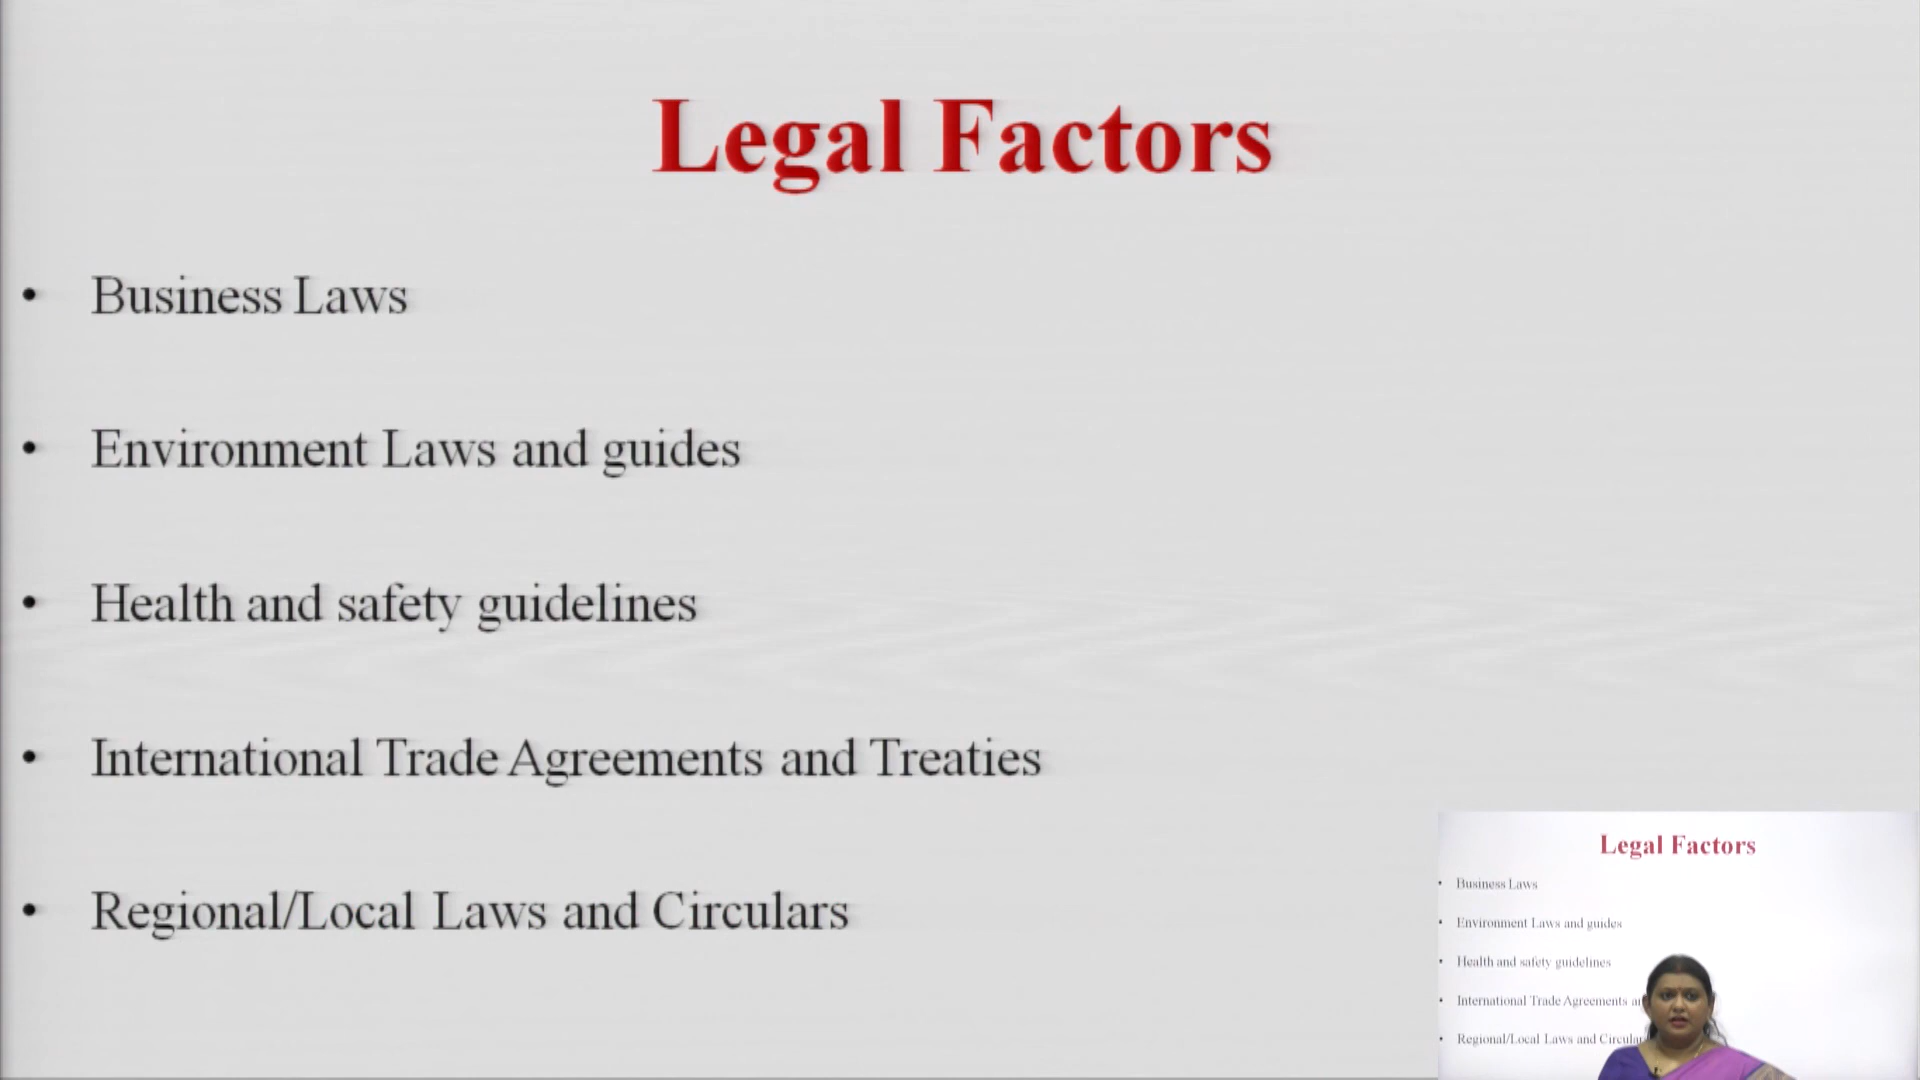 Legal Factors
• Business Laws
• Environment Laws and guides
• Health and safety guidelines
• International Trade Agreements and Treaties
• Regional/Local Laws and Circulars
Legal Factors
• Business Laws
• Environment Laws and guides
• Health and safety guidelines
• International Trade Agreements
• Regional/Local Laws and